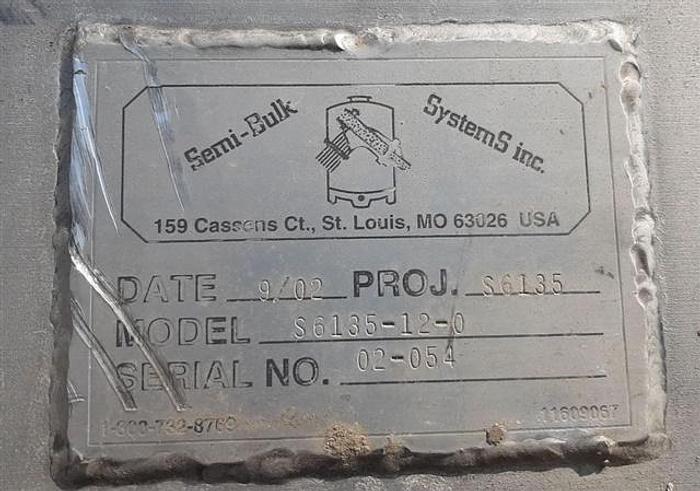 Semi-Bulk SystemS inc.
159 Cassens Ct., St. Louis, MO 63026 USA
DATE 9/02 PROJ. S6135
MODEL S6135-12-0
SERIAL NO. 02-054
11609067